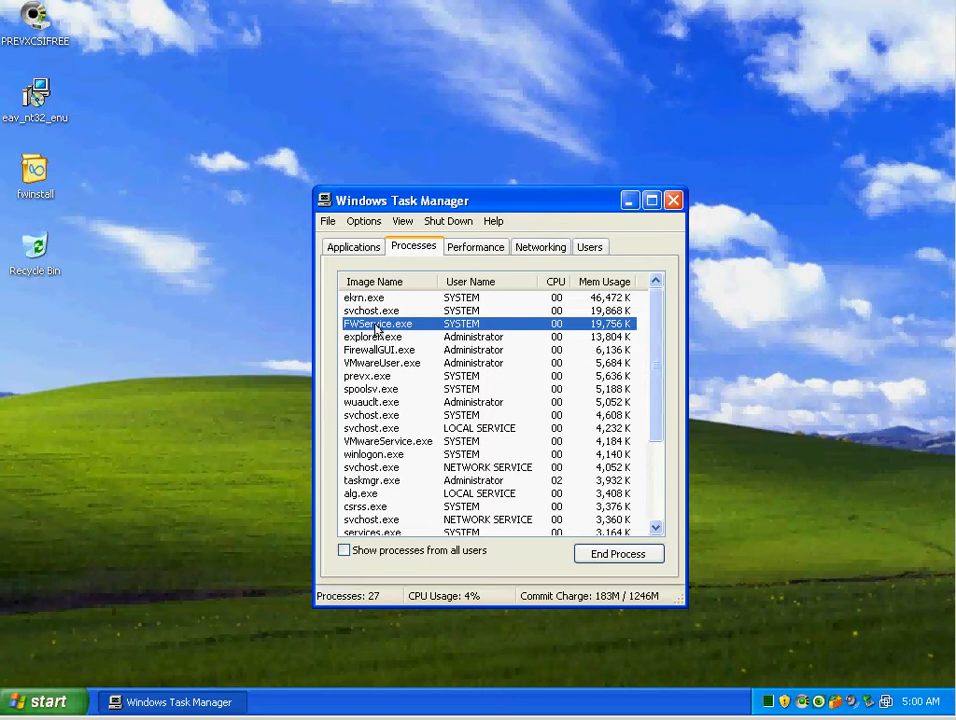 PREVXCSIFREE
eav_nt32_enu
fwinstall
Recycle Bin
Windows Task Manager
File Options View Shut Down Help
Applications Processes Performance Networking Users
Image Name User Name CPU Mem Usage
ekrn.exe SYSTEM 00 46,472 K
svchost.exe SYSTEM 00 19,868 K
FWService.exe SYSTEM 00 19,756 K
explorer.exe Administrator 00 13,804 K
FirewallGUI.exe Administrator 00 6,136 K
VMwareUser.exe Administrator 00 5,684 K
prevx.exe SYSTEM 00 5,636 K
spoolsv.exe SYSTEM 00 5,188 K
wuauclt.exe Administrator 00 5,052 K
svchost.exe SYSTEM 00 4,608 K
svchost.exe LOCAL SERVICE 00 4,232 K
VMwareService.exe SYSTEM 00 4,184 K
winlogon.exe SYSTEM 00 4,140 K
svchost.exe NETWORK SERVICE 00 4,052 K
taskmgr.exe Administrator 02 3,932 K
alg.exe LOCAL SERVICE 00 3,408 K
csrss.exe SYSTEM 00 3,376 K
svchost.exe NETWORK SERVICE 00 3,360 K
services.exe SYSTEM 00 3,164 K
Show processes from all users
End Process
Processes: 27 CPU Usage: 4% Commit Charge: 183M / 1246M
start Windows Task Manager 5:00 AM